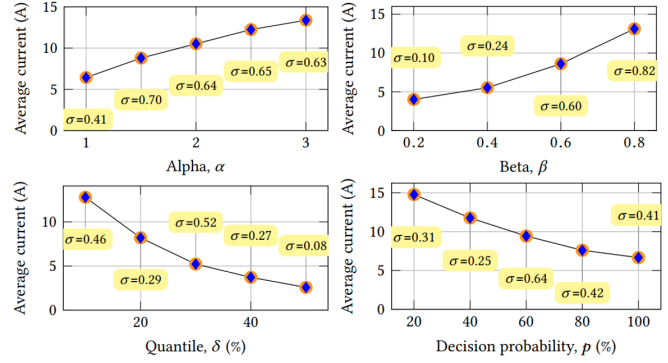 Average current (A)
15
10
5
0
σ=0.41
σ=0.70
σ=0.64
σ=0.65
σ=0.63
1
2
3
Alpha, α
Average current (A)
15
10
5
0
σ=0.10
σ=0.24
σ=0.60
σ=0.82
0.2
0.4
0.6
0.8
Beta, β
Average current (A)
10
5
0
σ=0.46
σ=0.29
σ=0.52
σ=0.27
σ=0.08
20
40
Quantile, δ (%)
Average current (A)
15
10
5
0
σ=0.31
σ=0.25
σ=0.64
σ=0.42
σ=0.41
20
40
60
80
100
Decision probability, p (%)